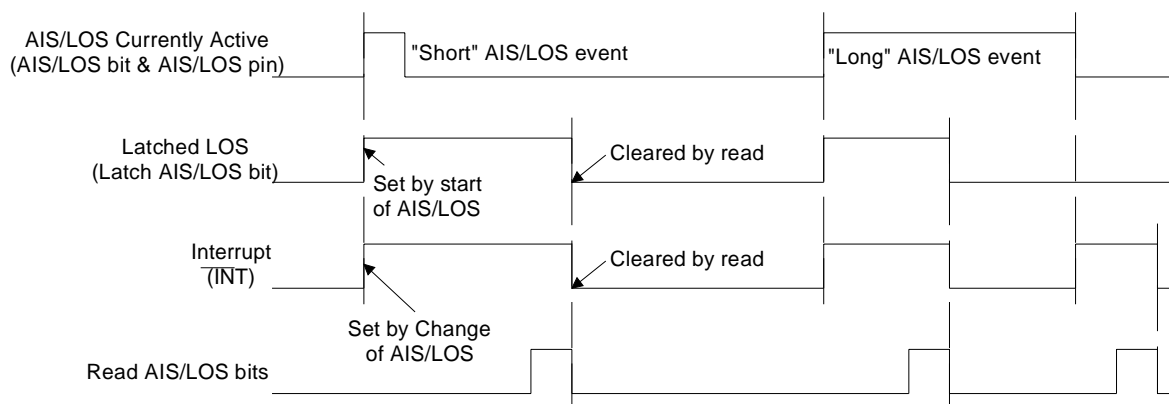 AIS/LOS Currently Active
(AIS/LOS bit & AIS/LOS pin)
"Short" AIS/LOS event
"Long" AIS/LOS event
Latched LOS
(Latch AIS/LOS bit)
Set by start
of AIS/LOS
Cleared by read
Interrupt
(INT)
Set by Change
of AIS/LOS
Cleared by read
Read AIS/LOS bits